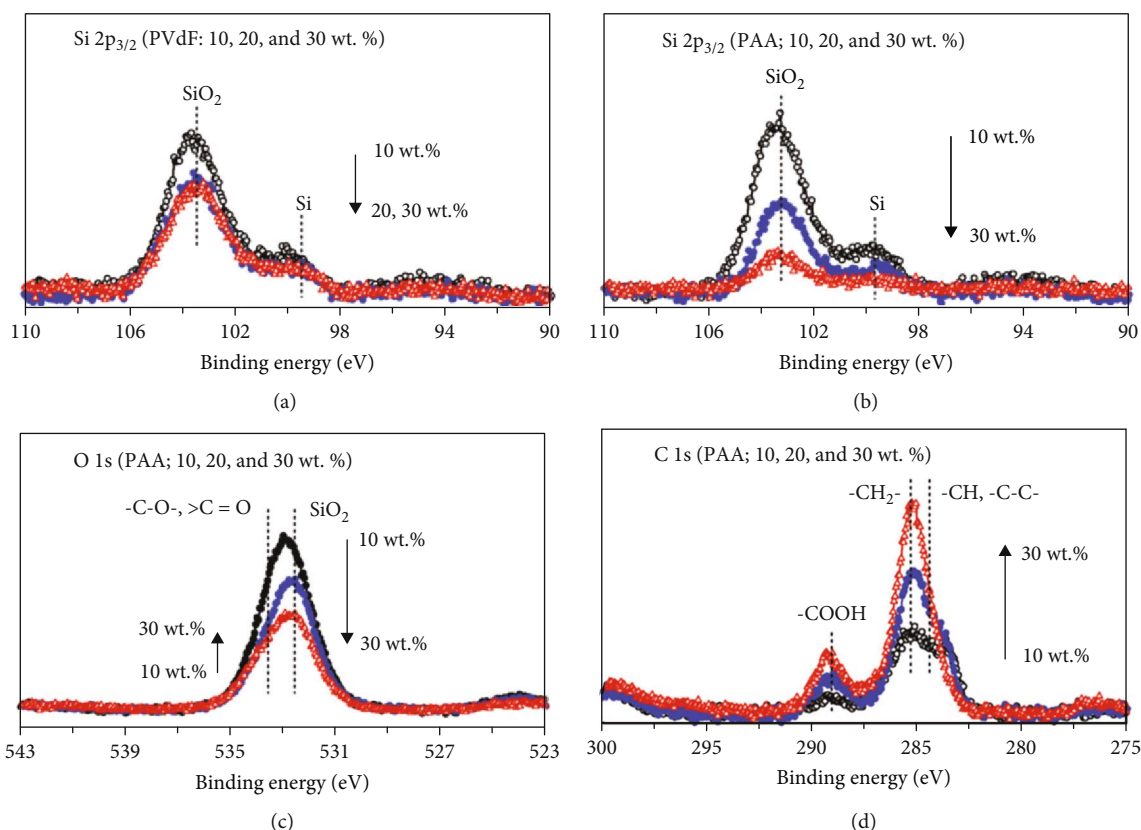 Si 2p3/2 (PVdF: 10, 20, and 30 wt. %)
SiO2
10 wt.%
Si
20, 30 wt.%
110 106 102 98 94 90
Binding energy (eV)
(a)
Si 2p3/2 (PAA; 10, 20, and 30 wt. %)
SiO2
10 wt.%
Si
30 wt.%
110 106 102 98 94 90
Binding energy (eV)
(b)
O 1s (PAA; 10, 20, and 30 wt. %)
-C-O-, >C = O SiO2
10 wt.%
30 wt.%
30 wt.%
10 wt.%
543 539 535 531 527 523
Binding energy (eV)
(c)
C 1s (PAA; 10, 20, and 30 wt. %)
-CH2- -CH, -C-C-
30 wt.%
-COOH
10 wt.%
300 295 290 285 280 275
Binding energy (eV)
(d)